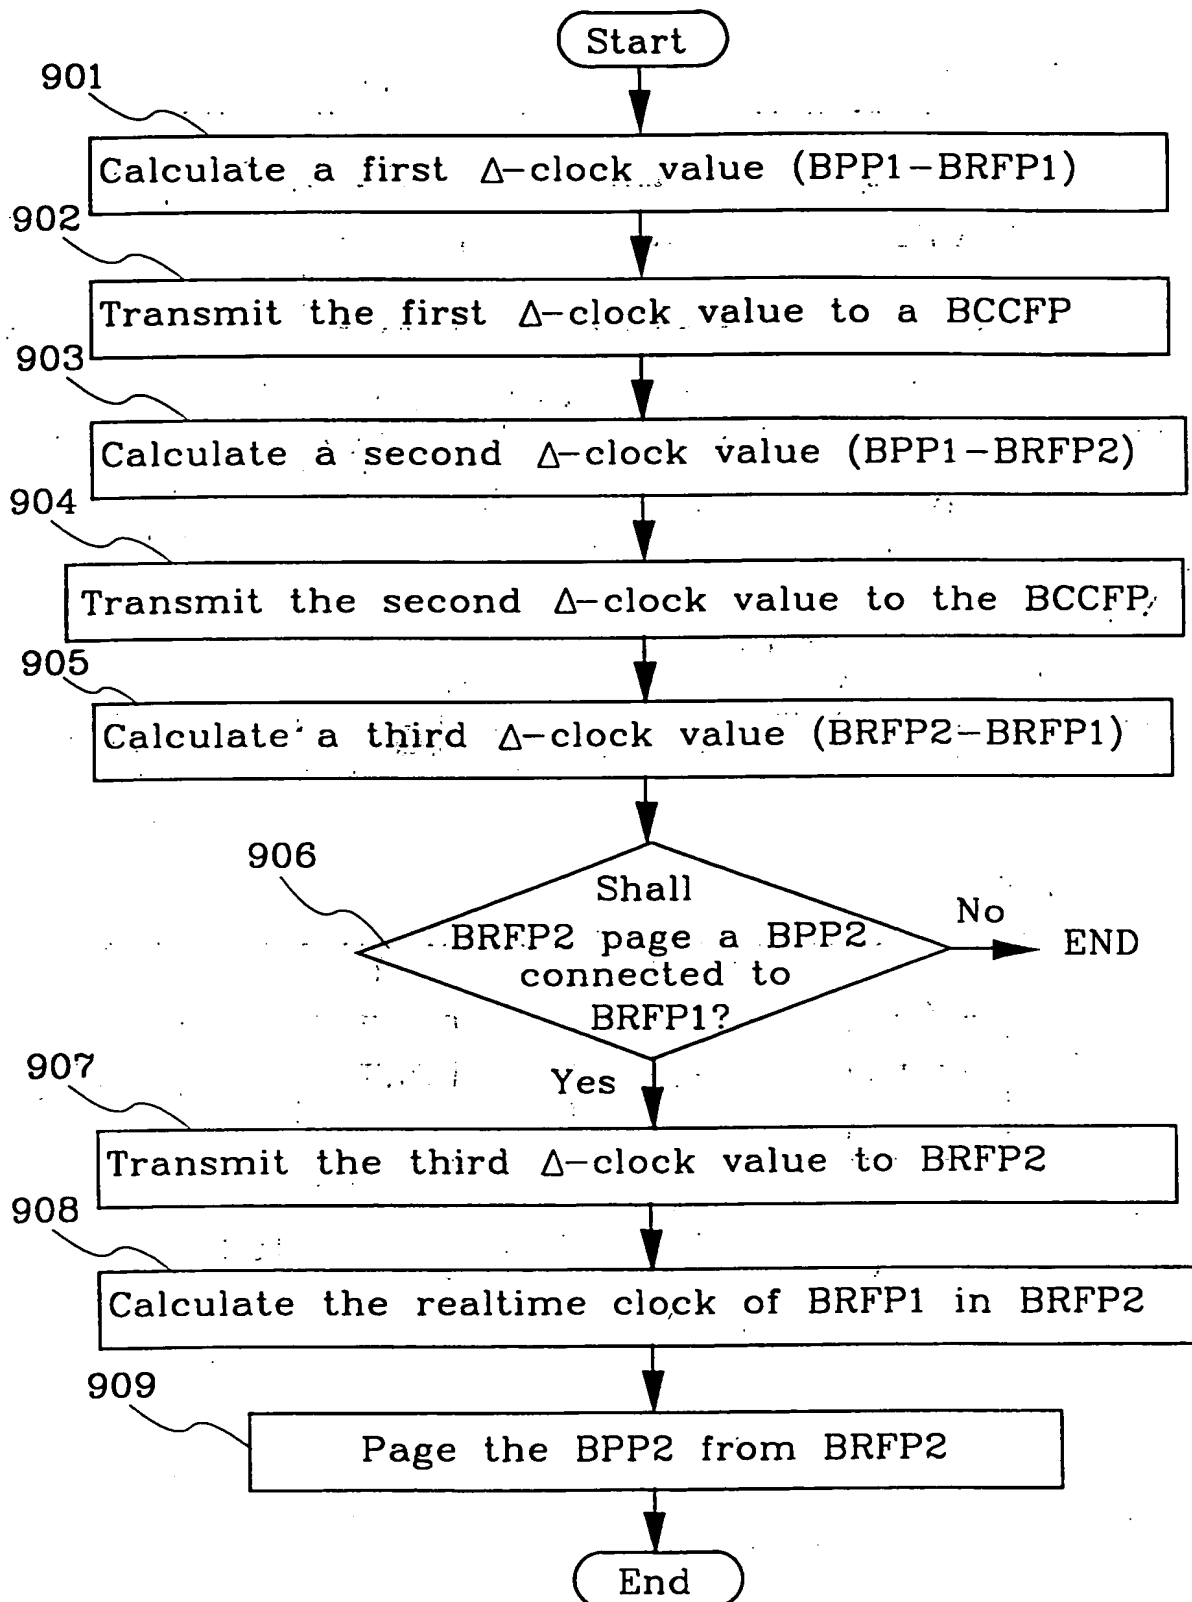 Start
901
Calculate a first Δ-clock value (BPP1-BRFP1)
902
Transmit the first Δ-clock value to a BCCFP
903
Calculate a second Δ-clock value (BPP1-BRFP2)
904
Transmit the second Δ-clock value to the BCCFP
905
Calculate a third Δ-clock value (BRFP2-BRFP1)
906
Shall
BRFP2 page a BPP2
connected to
BRFP1?
No
END
Yes
907
Transmit the third Δ-clock value to BRFP2
908
Calculate the realtime clock of BRFP1 in BRFP2
909
Page the BPP2 from BRFP2
End